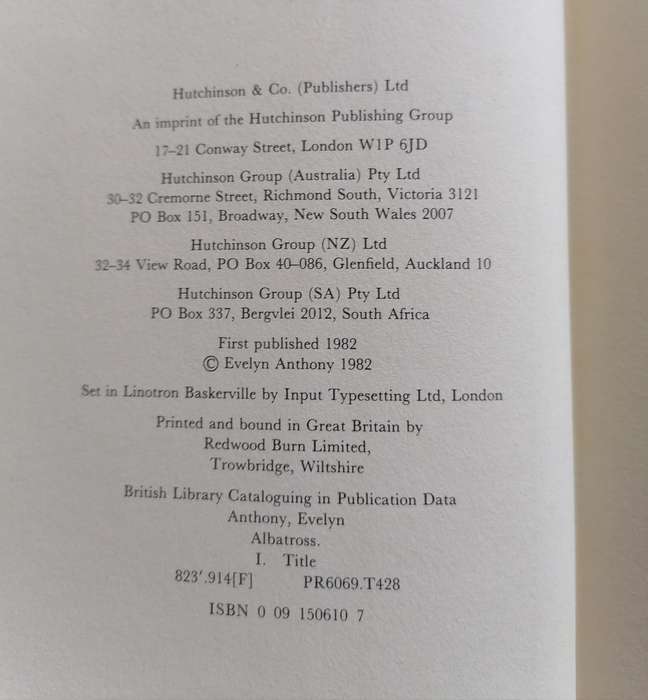 Hutchinson & Co. (Publishers) Ltd
An imprint of the Hutchinson Publishing Group
17–21 Conway Street, London W1P 6JD
Hutchinson Group (Australia) Pty Ltd
30–32 Cremorne Street, Richmond South, Victoria 3121
PO Box 151, Broadway, New South Wales 2007
Hutchinson Group (NZ) Ltd
32–34 View Road, PO Box 40–086, Glenfield, Auckland 10
Hutchinson Group (SA) Pty Ltd
PO Box 337, Bergvlei 2012, South Africa
First published 1982
© Evelyn Anthony 1982
Set in Linotron Baskerville by Input Typesetting Ltd, London
Printed and bound in Great Britain by
Redwood Burn Limited,
Trowbridge, Wiltshire
British Library Cataloguing in Publication Data
Anthony, Evelyn
Albatross.
I. Title
823′.914[F] PR6069.T428
ISBN 0 09 150610 7